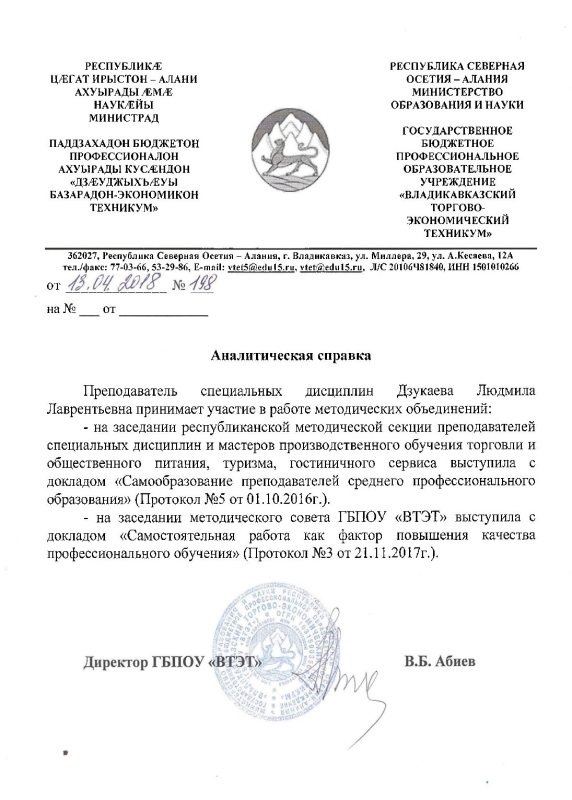 РЕСПУБЛИКÆ
ЦÆГАТ ИРЫСТОН – АЛАНИ
АХУЫРАДЫ ÆМÆ
НАУКÆЙЫ
МИНИСТРАД
ПАДДЗАХАДОН БЮДЖЕТОН
ПРОФЕССИОНАЛОН
АХУЫРАДЫ КУСÆНДОН
«ДЗÆУДЖЫХЪÆУЫ
БАЗАРАДОН-ЭКОНОМИКОН
ТЕХНИКУМ»
РЕСПУБЛИКА СЕВЕРНАЯ
ОСЕТИЯ – АЛАНИЯ
МИНИСТЕРСТВО
ОБРАЗОВАНИЯ И НАУКИ
ГОСУДАРСТВЕННОЕ
БЮДЖЕТНОЕ
ПРОФЕССИОНАЛЬНОЕ
ОБРАЗОВАТЕЛЬНОЕ
УЧРЕЖДЕНИЕ
«ВЛАДИКАВКАЗСКИЙ
ТОРГОВО-
ЭКОНОМИЧЕСКИЙ
ТЕХНИКУМ»
362027, Республика Северная Осетия – Алания, г. Владикавказ, ул. Миллера, 29, ул. А.Кесаева, 12А
тел./факс: 77-03-66, 53-29-86, E-mail: vtet5@edu15.ru, vtet@edu15.ru, Л/С 20106Ч81840, ИНН 1501010266
от 13.04.2018 № 198
на № ___ от ______________
Аналитическая справка
Преподаватель специальных дисциплин Дзукаева Людмила
Лаврентьевна принимает участие в работе методических объединений:
- на заседании республиканской методической секции преподавателей
специальных дисциплин и мастеров производственного обучения торговли и
общественного питания, туризма, гостиничного сервиса выступила с
докладом «Самообразование преподавателей среднего профессионального
образования» (Протокол №5 от 01.10.2016г.).
- на заседании методического совета ГБПОУ «ВТЭТ» выступила с
докладом «Самостоятельная работа как фактор повышения качества
профессионального обучения» (Протокол №3 от 21.11.2017г.).
Директор ГБПОУ «ВТЭТ» В.Б. Абиев